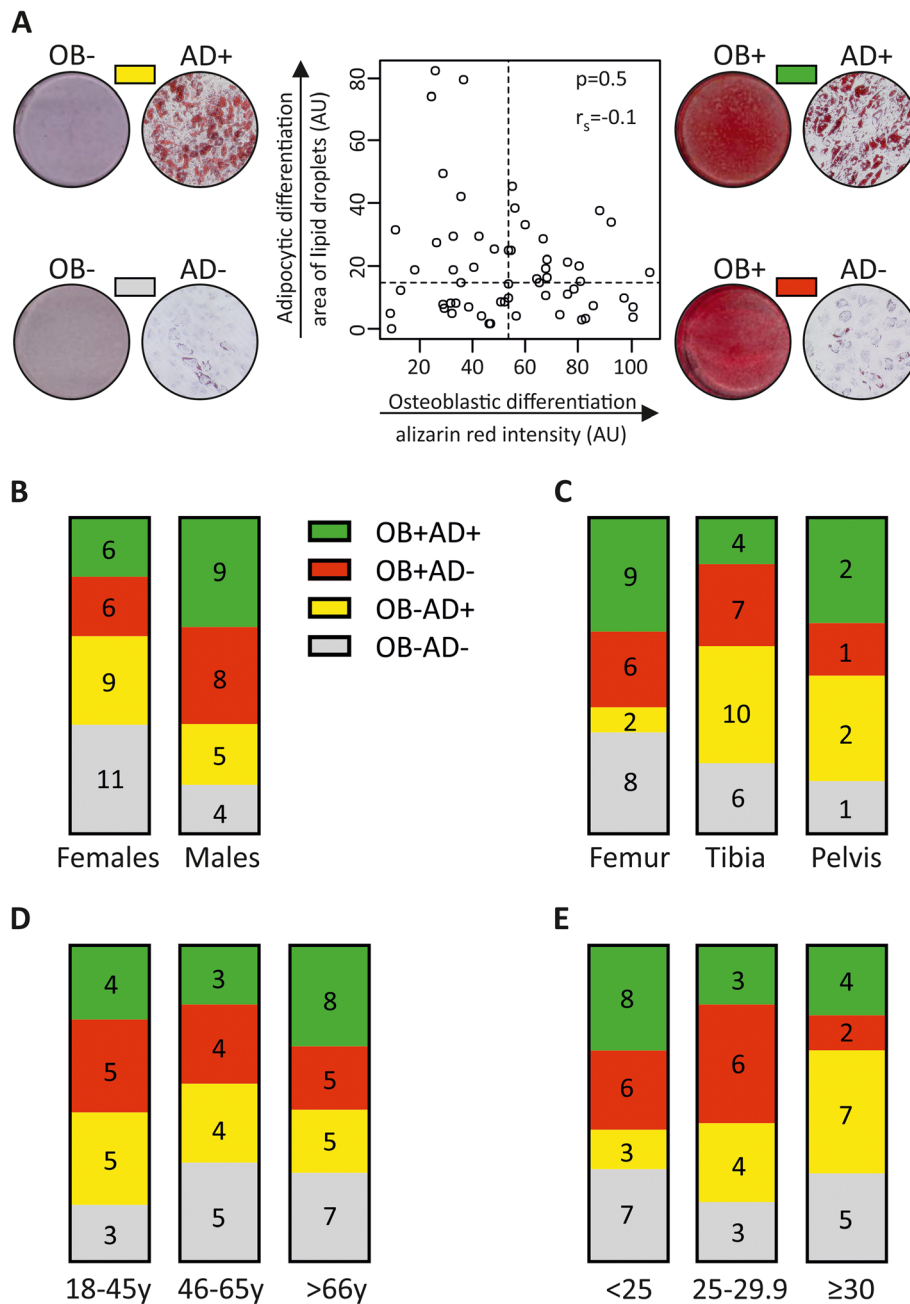 A
OB-
AD+
OB-
AD-
Adipocytic differentiation
area of lipid droplets (AU)
80
60
40
20
0
p=0.5
rₛ=-0.1
20
40
60
80
100
Osteoblastic differentiation
alizarin red intensity (AU)
OB+
AD+
OB+
AD-
B
6
6
9
11
Females
9
8
5
4
Males
OB+AD+
OB+AD-
OB-AD+
OB-AD-
C
9
6
2
8
Femur
4
7
10
6
Tibia
2
1
2
1
Pelvis
D
4
5
5
3
18-45y
3
4
4
5
46-65y
8
5
5
7
>66y
E
8
6
3
7
<25
3
6
4
3
25-29.9
4
2
7
5
≥30